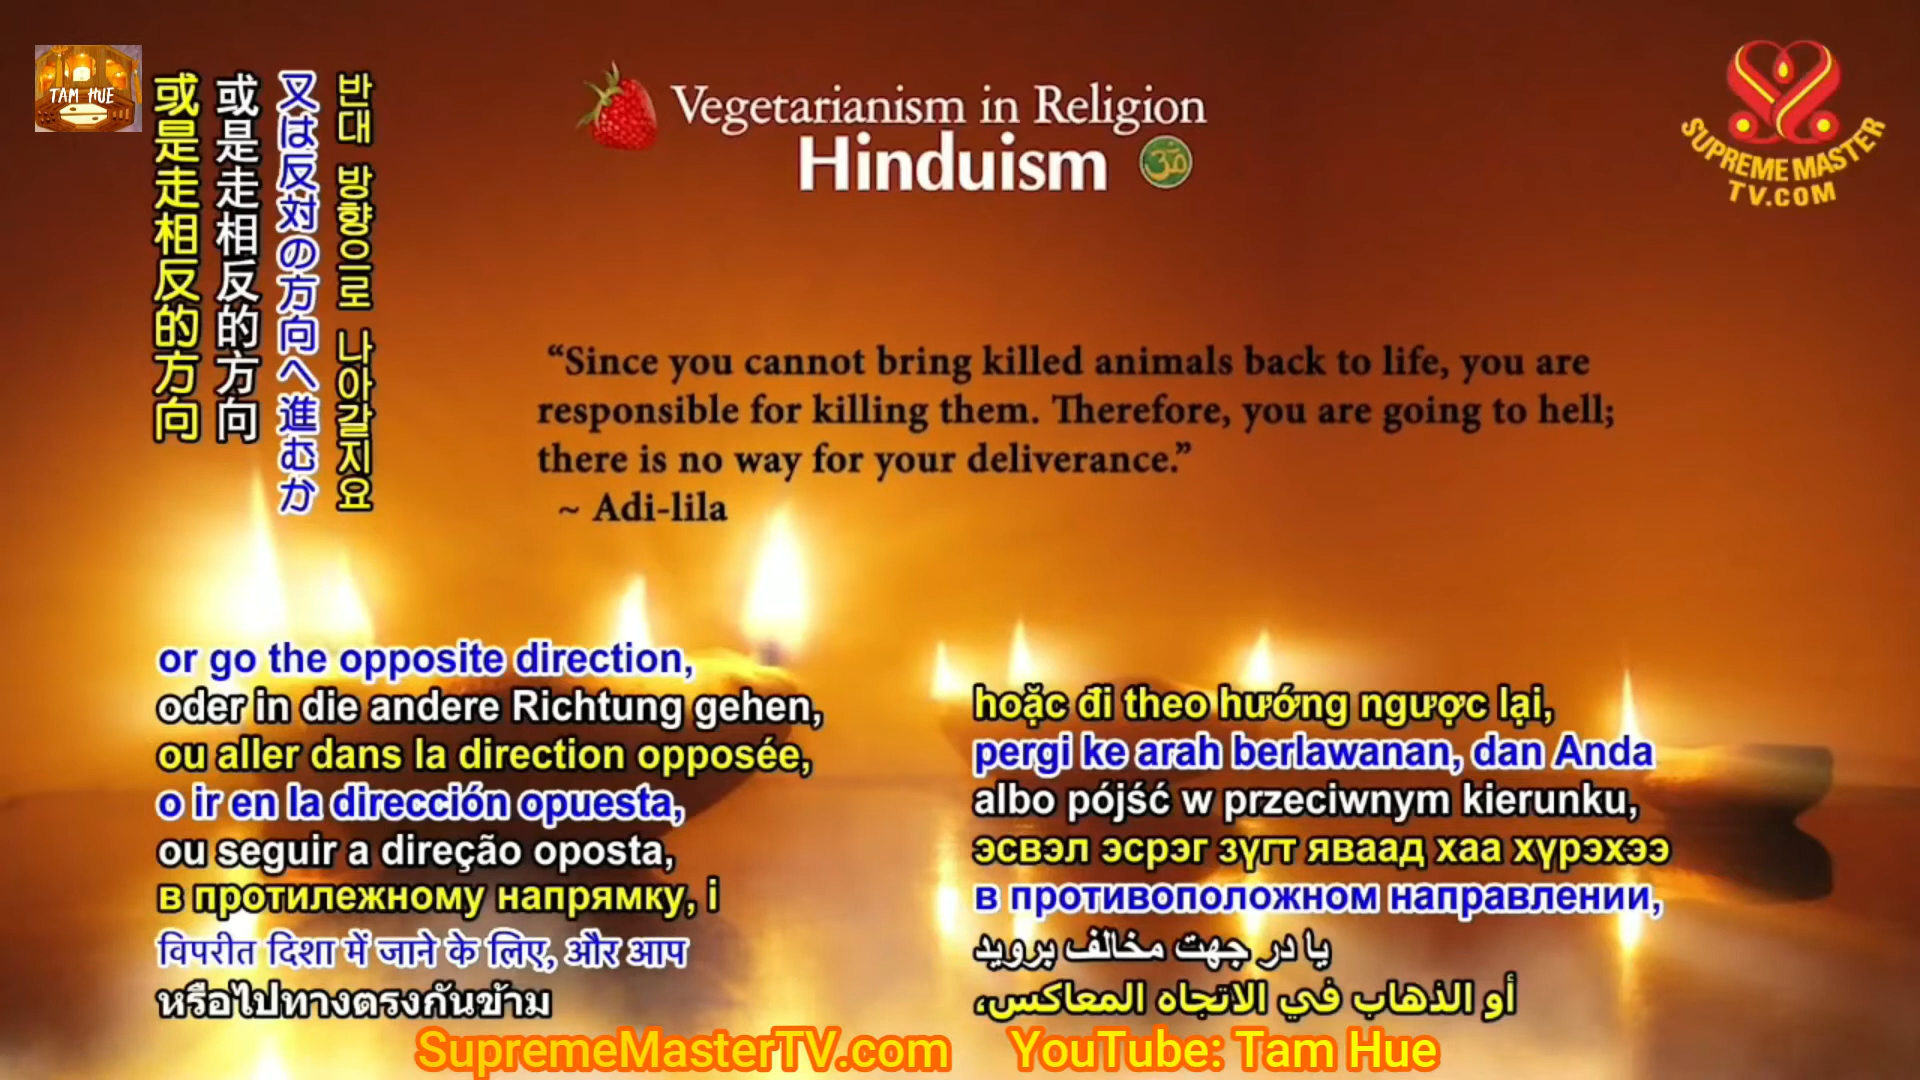 TAM HUE
或是走相反的方向
或是走相反的方向
又は反対の方向へ進むか
반대 방향으로 나아갈지요
Vegetarianism in Religion
Hinduism ॐ
SUPREME MASTER
TV.COM
“Since you cannot bring killed animals back to life, you are
responsible for killing them. Therefore, you are going to hell;
there is no way for your deliverance.”
~ Adi-lila
or go the opposite direction,
oder in die andere Richtung gehen,
ou aller dans la direction opposée,
o ir en la dirección opuesta,
ou seguir a direção oposta,
в протилежному напрямку, і
विपरीत दिशा में जाने के लिए, और आप
หรือไปทางตรงกันข้าม
hoặc đi theo hướng ngược lại,
pergi ke arah berlawanan, dan Anda
albo pójść w przeciwnym kierunku,
эсвэл эсрэг зүгт яваад хаа хүрэхээ
в противоположном направлении,
یا در جهت مخالف بروید
أو الذهاب في الاتجاه المعاكس،
SupremeMasterTV.com YouTube: Tam Hue